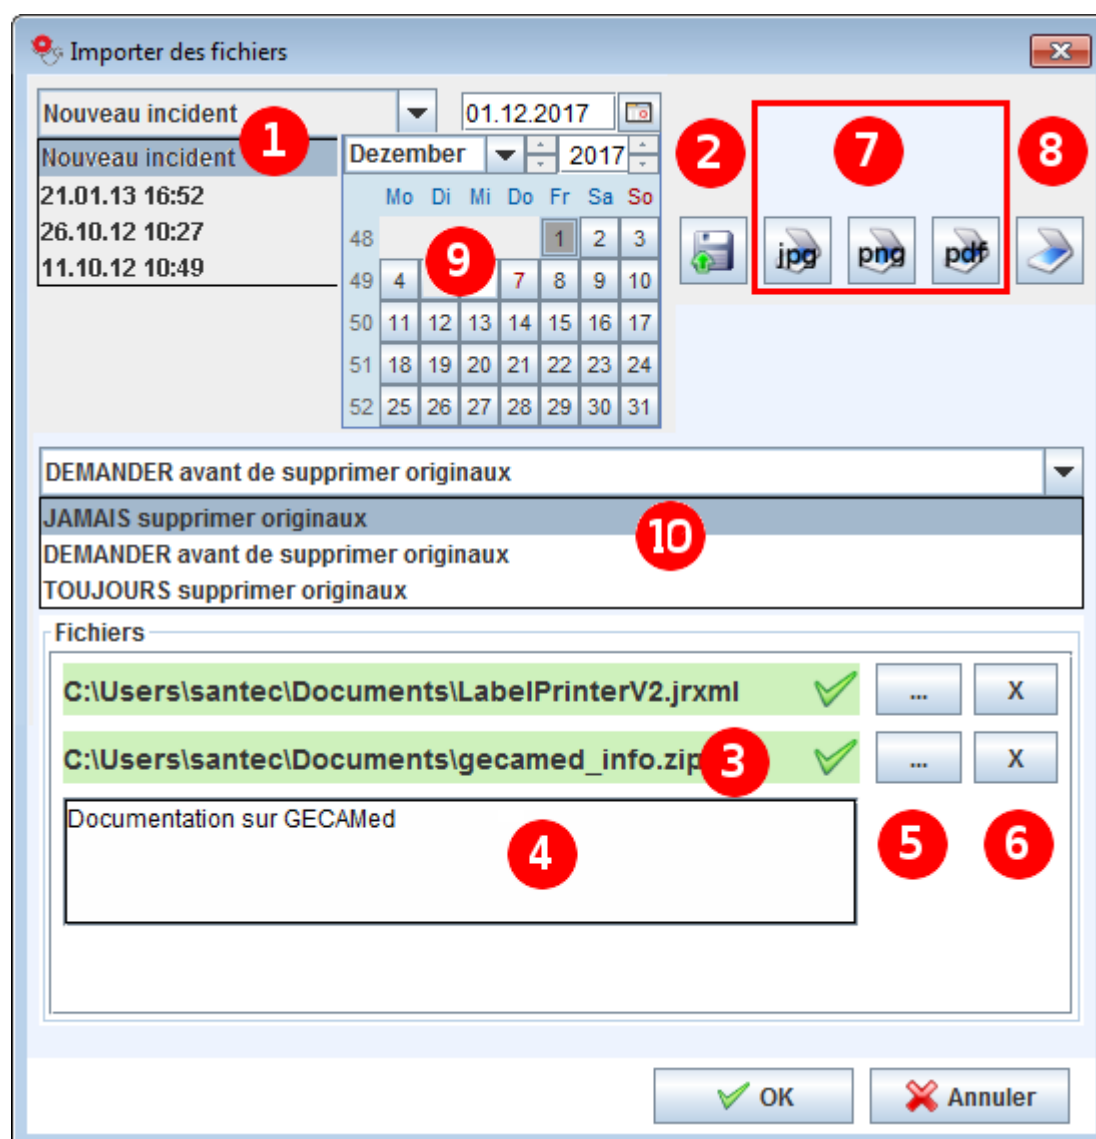 Importer des fichiers
Nouveau incident
01.12.2017
1
2
7
8
Nouveau incident
21.01.13 16:52
26.10.12 10:27
11.10.12 10:49
Dezember 2017
Mo Di Mi Do Fr Sa So
48 1 2 3
49 4 7 8 9 10
50 11 12 13 14 15 16 17
51 18 19 20 21 22 23 24
52 25 26 27 28 29 30 31
9
jpg png pdf
DEMANDER avant de supprimer originaux
JAMAIS supprimer originaux
DEMANDER avant de supprimer originaux
TOUJOURS supprimer originaux
10
Fichiers
C:\Users\santec\Documents\LabelPrinterV2.jrxml ... X
C:\Users\santec\Documents\gecamed_info.zip ... X
3
Documentation sur GECAMed
4
5
6
OK Annuler